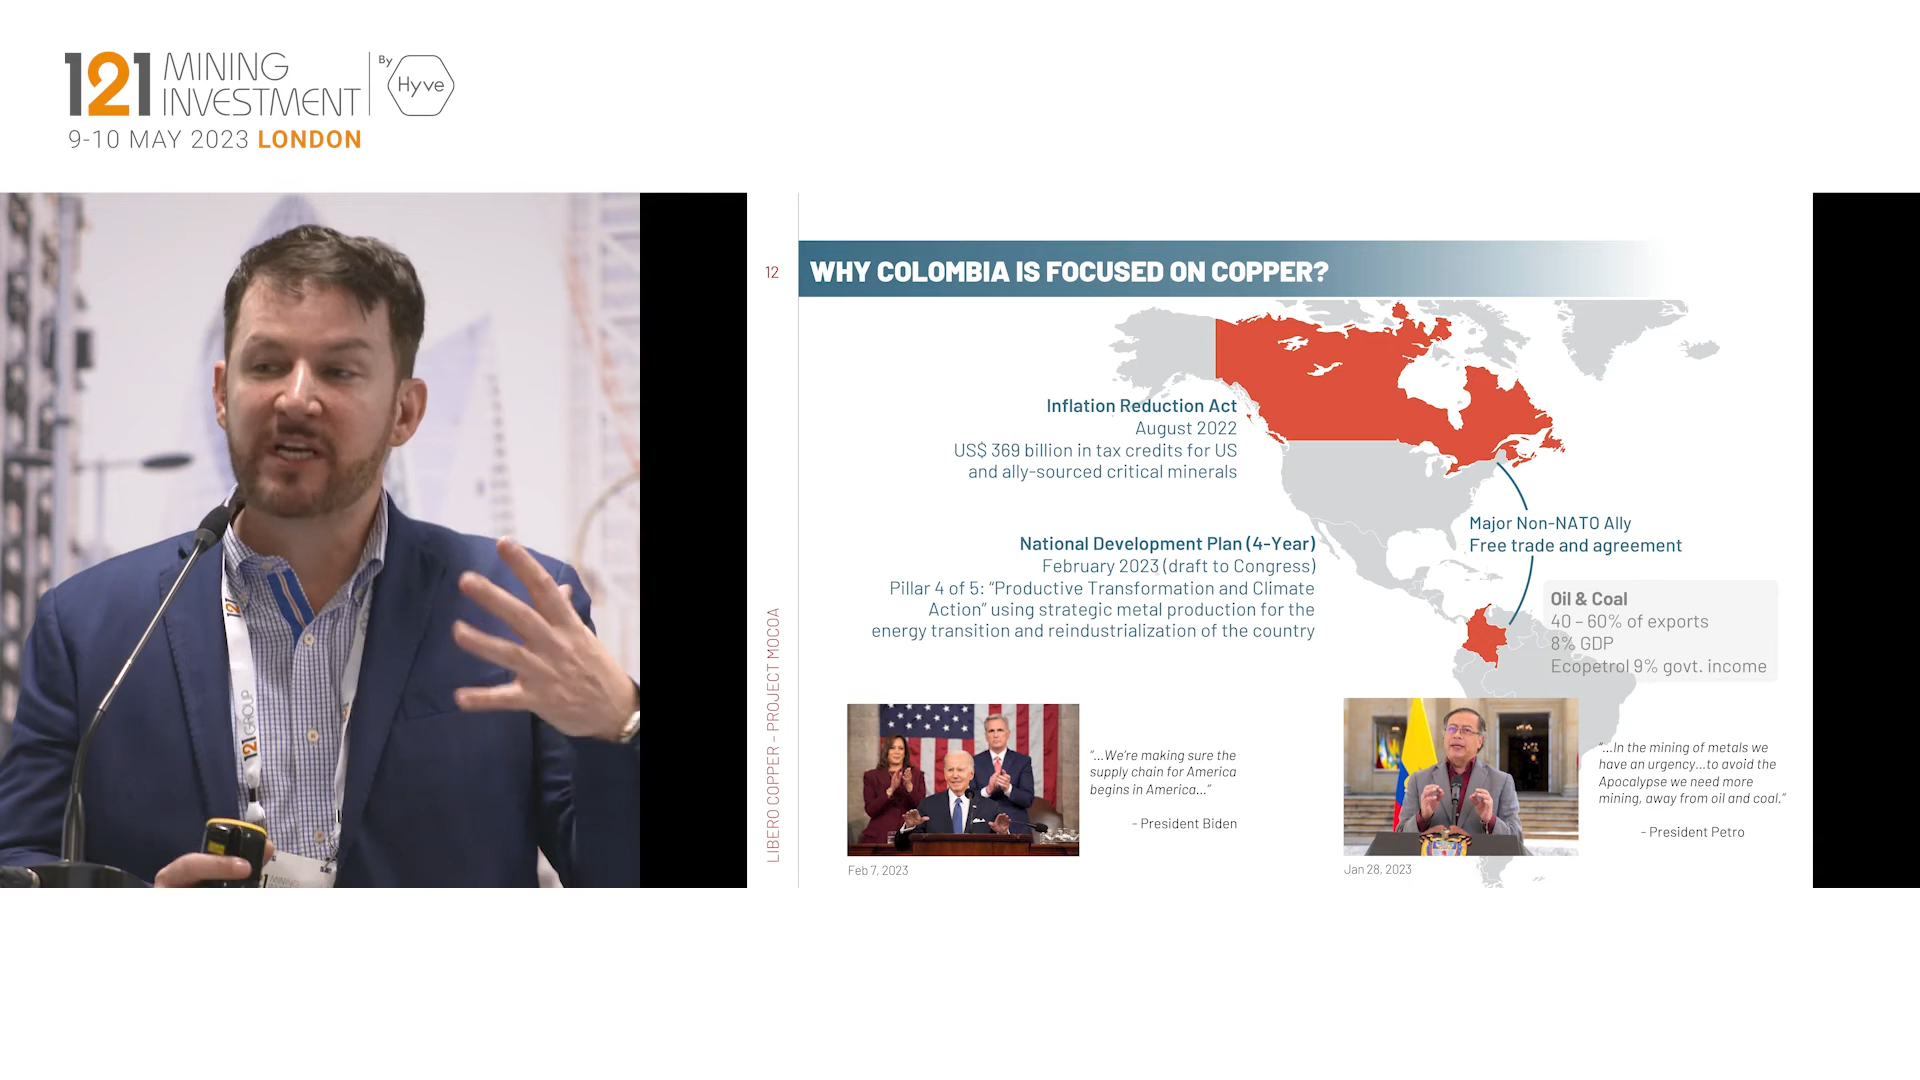 121 MINING
INVESTMENT
By
Hyve
9-10 MAY 2023 LONDON
12
WHY COLOMBIA IS FOCUSED ON COPPER?
Inflation Reduction Act
August 2022
US$ 369 billion in tax credits for US
and ally-sourced critical minerals
Major Non-NATO Ally
Free trade and agreement
National Development Plan (4-Year)
February 2023 (draft to Congress)
Pillar 4 of 5: “Productive Transformation and Climate
Action” using strategic metal production for the
energy transition and reindustrialization of the country
Oil & Coal
40 – 60% of exports
8% GDP
Ecopetrol 9% govt. income
“...We’re making sure the
supply chain for America
begins in America...”
- President Biden
Feb 7, 2023
“...In the mining of metals we
have an urgency...to avoid the
Apocalypse we need more
mining, away from oil and coal.”
- President Petro
Jan 28, 2023
LIBERO COPPER – PROJECT MOCOA
121
121 GROUP
MINING